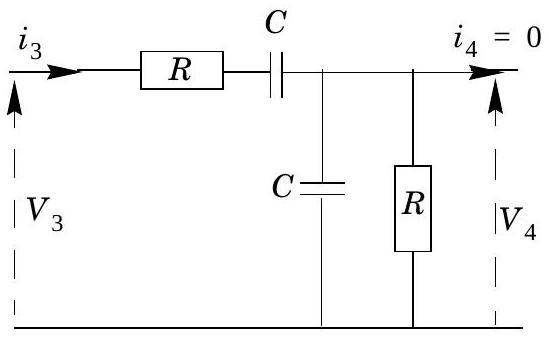 C
i₃
i₄ = 0
R
C
R
V₃
V₄